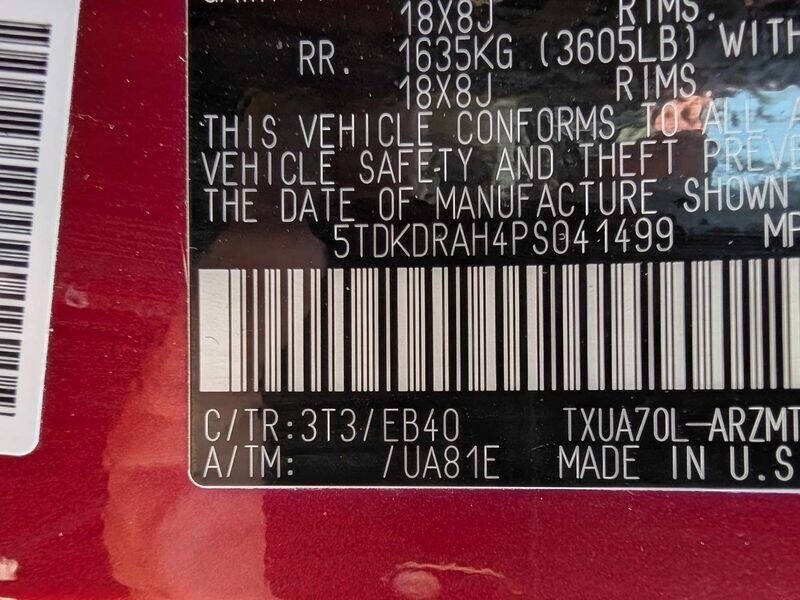 18X8J RIMS.
RR. 1635KG (3605LB) WITH
18X8J RIMS
THIS VEHICLE CONFORMS TO ALL A
VEHICLE SAFETY AND THEFT PREVE
THE DATE OF MANUFACTURE SHOWN
5TDKDRAH4PS041499 MP
C/TR:3T3/EB40 TXUA70L-ARZMT
A/TM: /UA81E MADE IN U.S